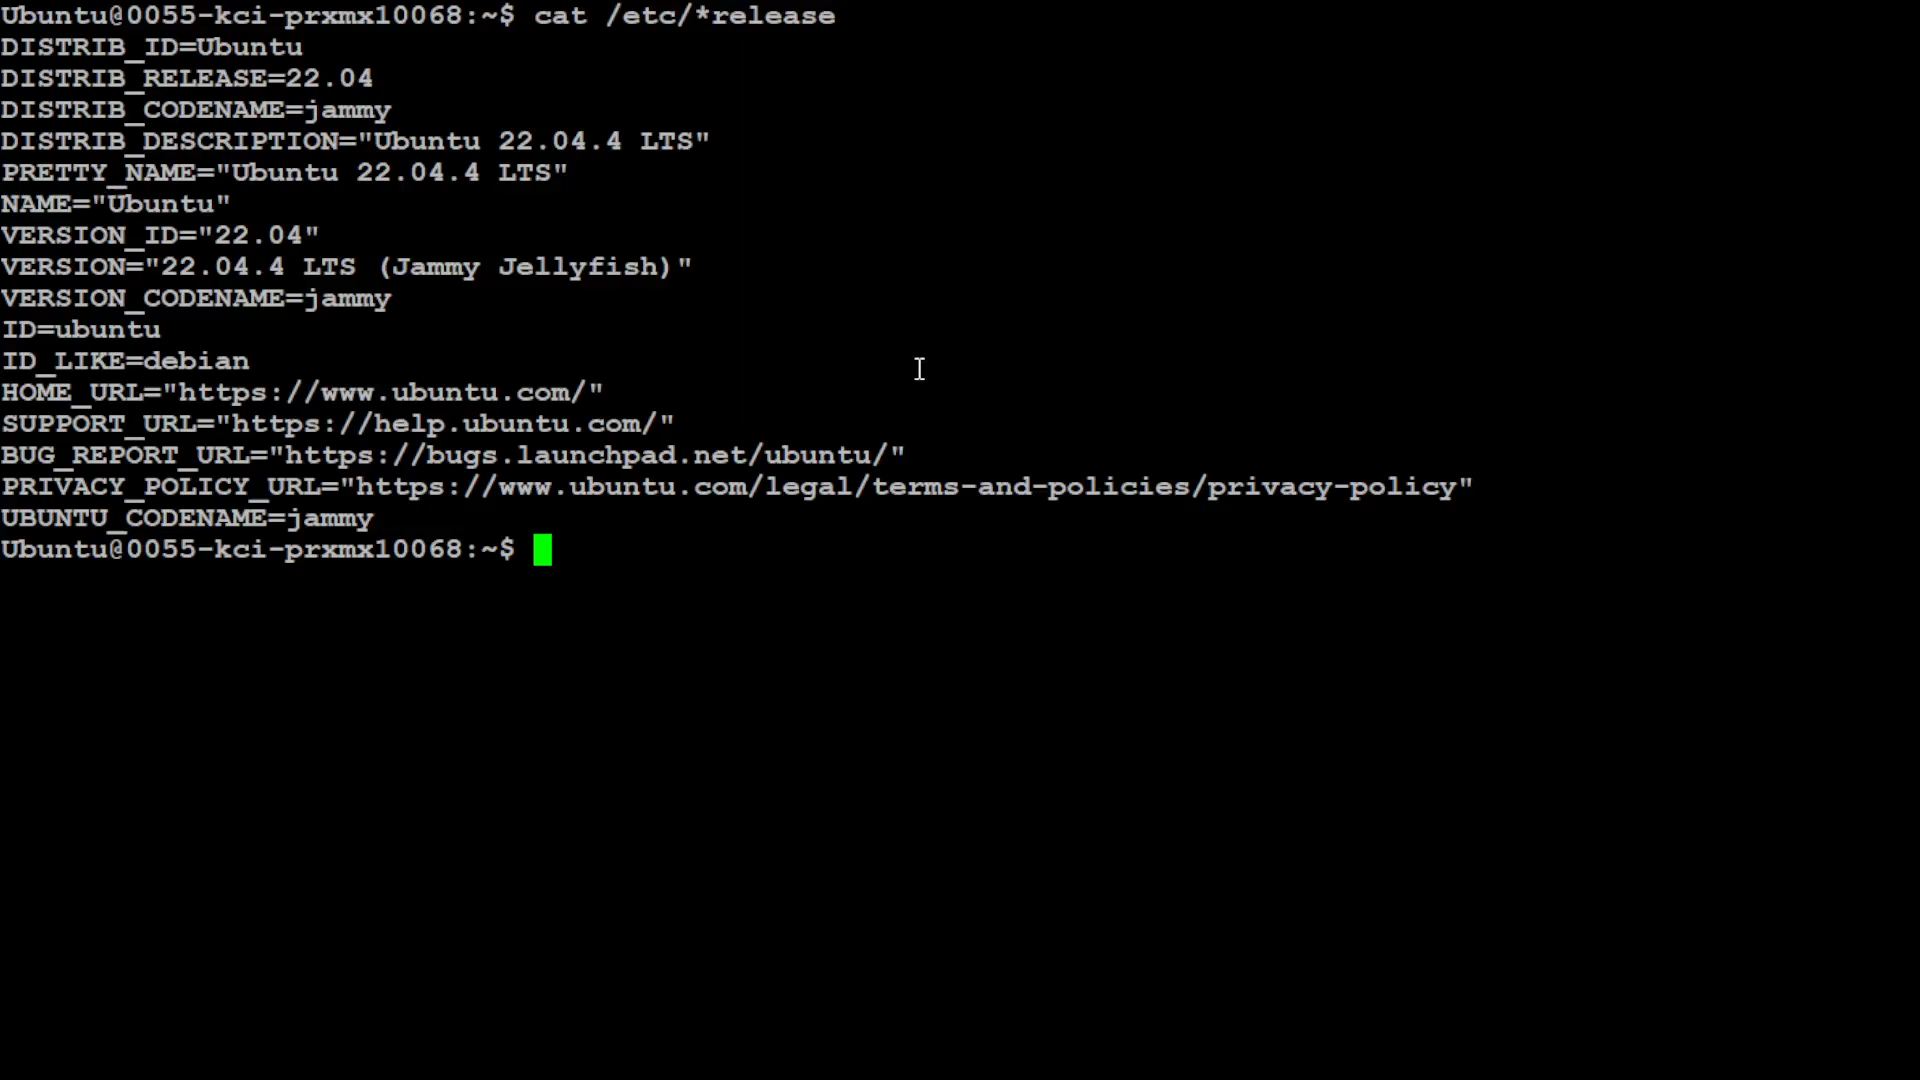 Ubuntu@0055-kci-prxmx10068:~$ cat /etc/*release
DISTRIB_ID=Ubuntu
DISTRIB_RELEASE=22.04
DISTRIB_CODENAME=jammy
DISTRIB_DESCRIPTION="Ubuntu 22.04.4 LTS"
PRETTY_NAME="Ubuntu 22.04.4 LTS"
NAME="Ubuntu"
VERSION_ID="22.04"
VERSION="22.04.4 LTS (Jammy Jellyfish)"
VERSION_CODENAME=jammy
ID=ubuntu
ID_LIKE=debian
HOME_URL="https://www.ubuntu.com/"
SUPPORT_URL="https://help.ubuntu.com/"
BUG_REPORT_URL="https://bugs.launchpad.net/ubuntu/"
PRIVACY_POLICY_URL="https://www.ubuntu.com/legal/terms-and-policies/privacy-policy"
UBUNTU_CODENAME=jammy
Ubuntu@0055-kci-prxmx10068:~$